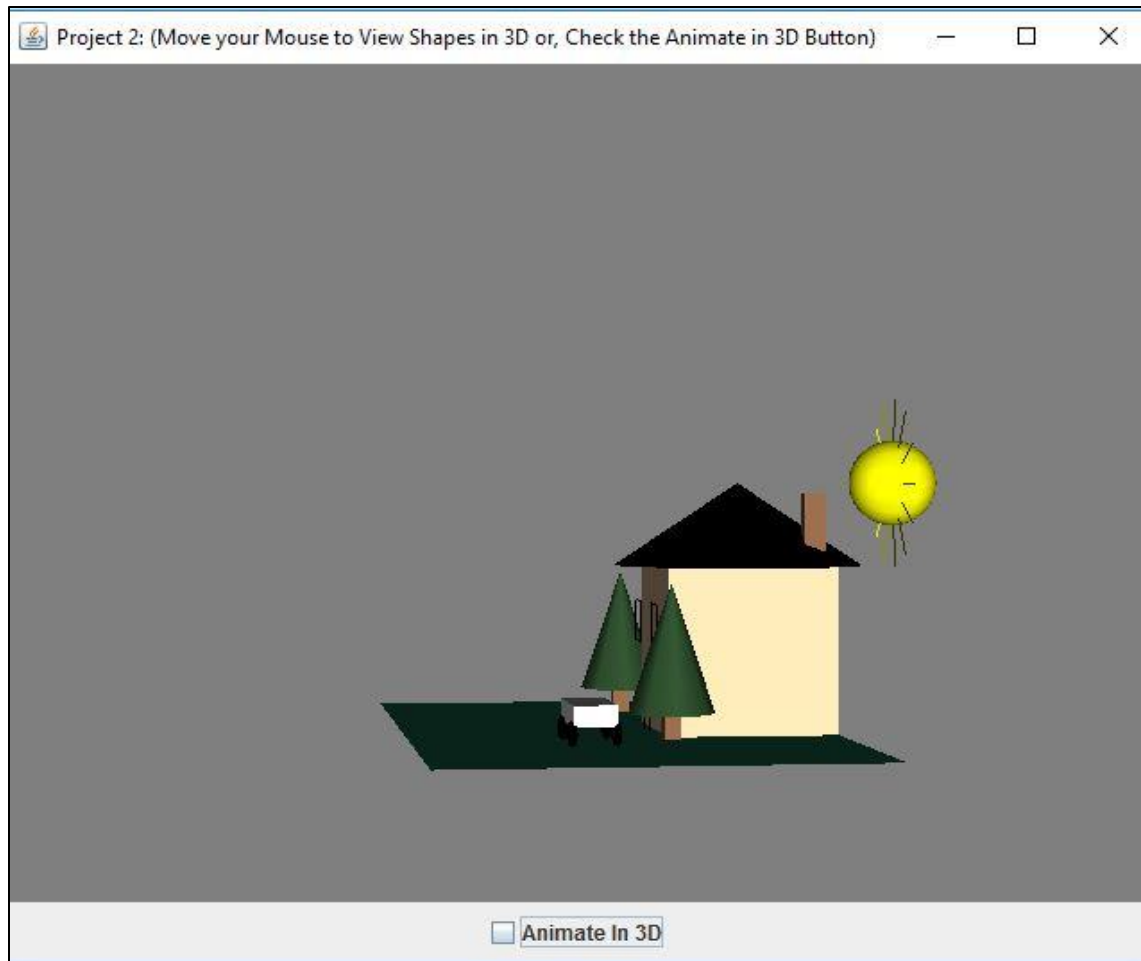 Project 2: (Move your Mouse to View Shapes in 3D or, Check the Animate in 3D Button)
Animate In 3D